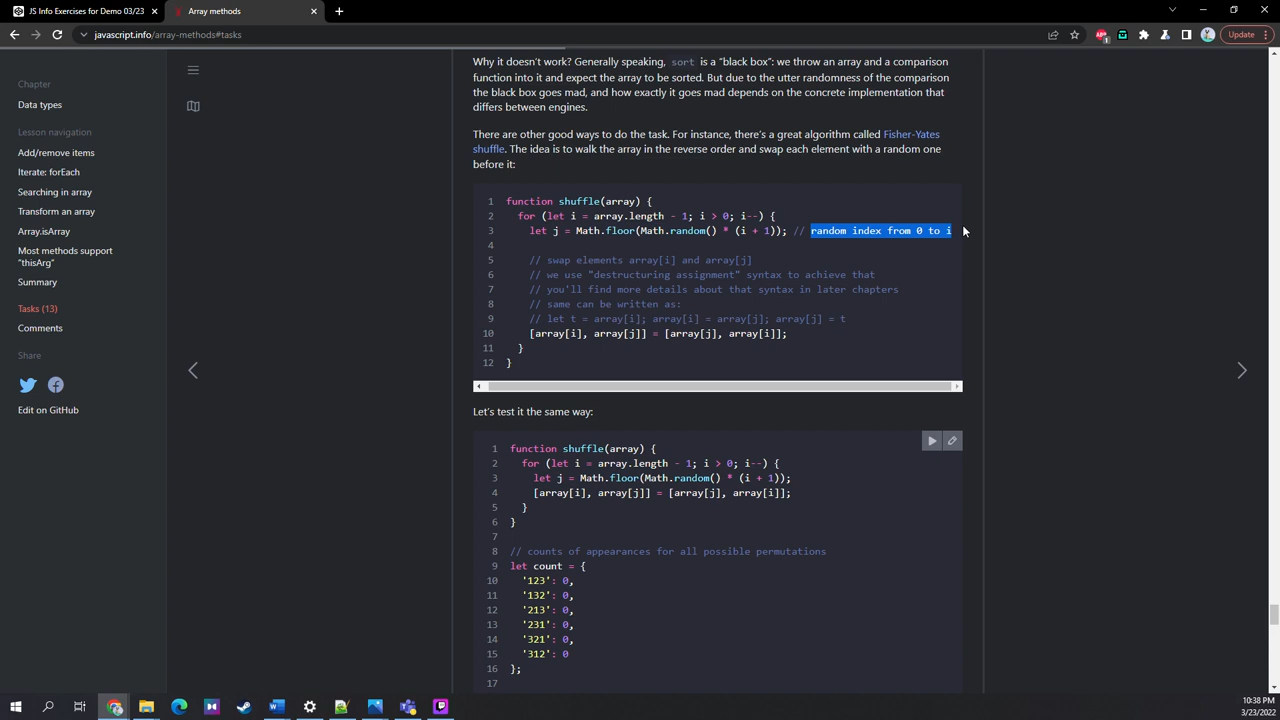 JS Info Exercises for Demo 03/23
Array methods
javascript.info/array-methods#tasks
Update
Chapter
Data types
Lesson navigation
Add/remove items
Iterate: forEach
Searching in array
Transform an array
Array.isArray
Most methods support
“thisArg”
Summary
Tasks (13)
Comments
Share
Edit on GitHub
Why it doesn’t work? Generally speaking, sort is a “black box”: we throw an array and a comparison
function into it and expect the array to be sorted. But due to the utter randomness of the comparison
the black box goes mad, and how exactly it goes mad depends on the concrete implementation that
differs between engines.
There are other good ways to do the task. For instance, there’s a great algorithm called Fisher-Yates
shuffle. The idea is to walk the array in the reverse order and swap each element with a random one
before it:
1 function shuffle(array) {
2 for (let i = array.length - 1; i > 0; i--) {
3 let j = Math.floor(Math.random() * (i + 1)); // random index from 0 to i
4
5 // swap elements array[i] and array[j]
6 // we use "destructuring assignment" syntax to achieve that
7 // you'll find more details about that syntax in later chapters
8 // same can be written as:
9 // let t = array[i]; array[i] = array[j]; array[j] = t
10 [array[i], array[j]] = [array[j], array[i]];
11 }
12 }
Let’s test it the same way:
1 function shuffle(array) {
2 for (let i = array.length - 1; i > 0; i--) {
3 let j = Math.floor(Math.random() * (i + 1));
4 [array[i], array[j]] = [array[j], array[i]];
5 }
6 }
7
8 // counts of appearances for all possible permutations
9 let count = {
10 '123': 0,
11 '132': 0,
12 '213': 0,
13 '231': 0,
14 '321': 0,
15 '312': 0
16 };
17
10:38 PM
3/23/2022